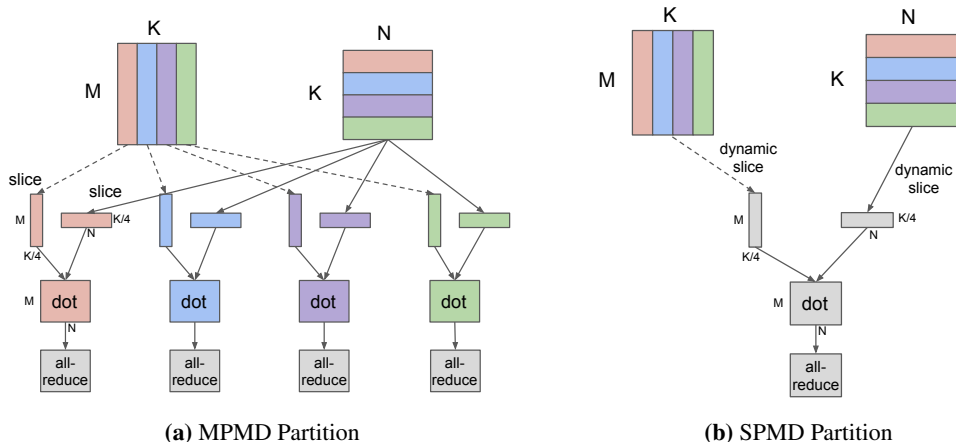 K
M
N
K
slice
slice
M
K/4
N
K/4
M
dot
dot
dot
dot
N
all-
reduce
all-
reduce
all-
reduce
all-
reduce
(a) MPMD Partition
K
M
N
dynamic
slice
dynamic
slice
M
K/4
K/4
N
M
dot
N
all-
reduce
(b) SPMD Partition